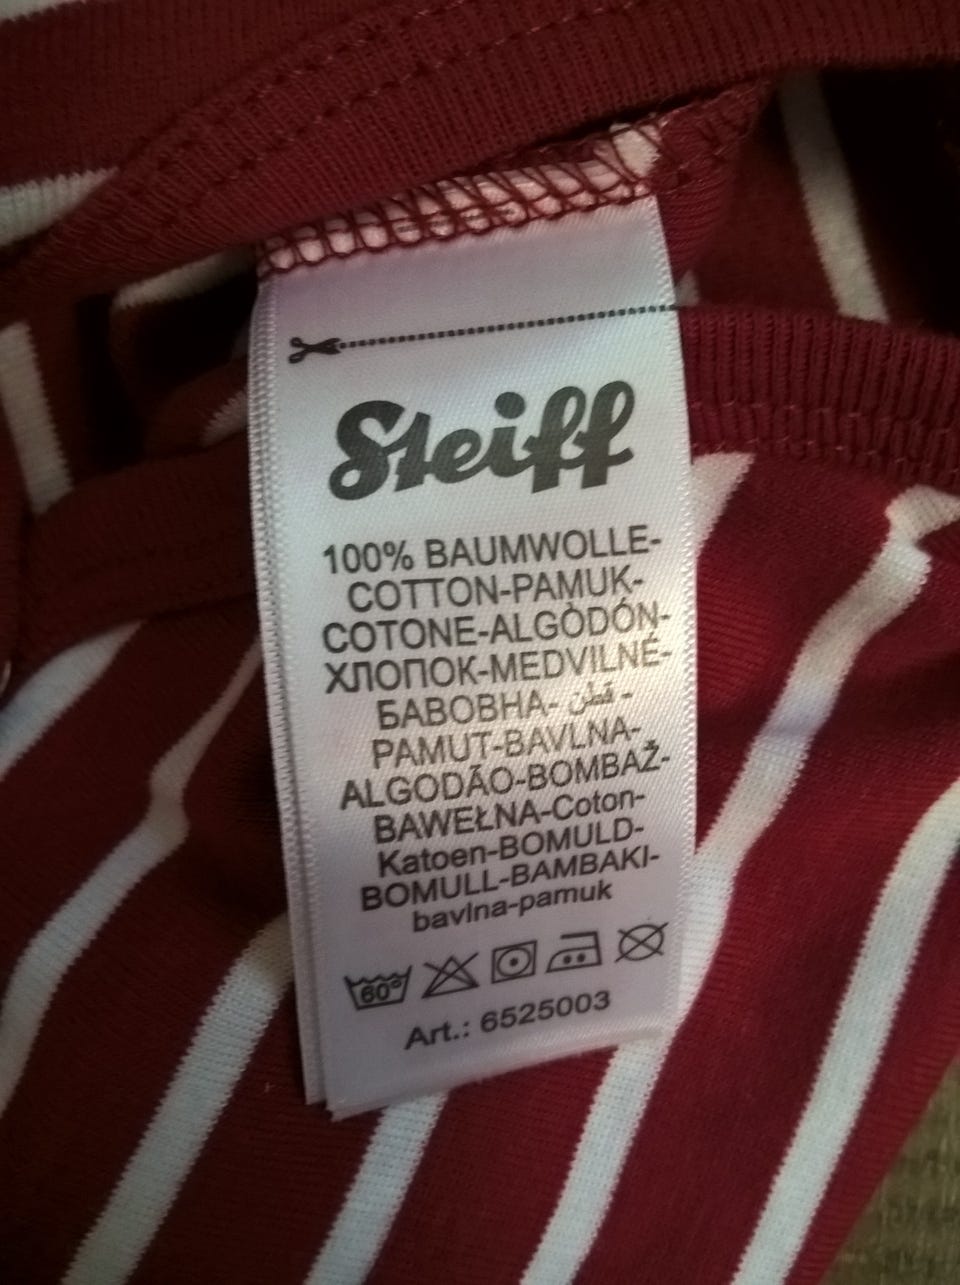 Steiff
100% BAUMWOLLE-
COTTON-PAMUK-
COTONE-ALGÒDÓN-
ХЛОПОК-MEDVILNÉ-
БАВОВНА- قطن -
PAMUT-BAVLNA-
ALGODÃO-BOMBAŽ-
BAWEŁNA-Coton-
Katoen-BOMULD-
BOMULL-BAMBAKI-
bavlna-pamuk
60°
Art.: 6525003